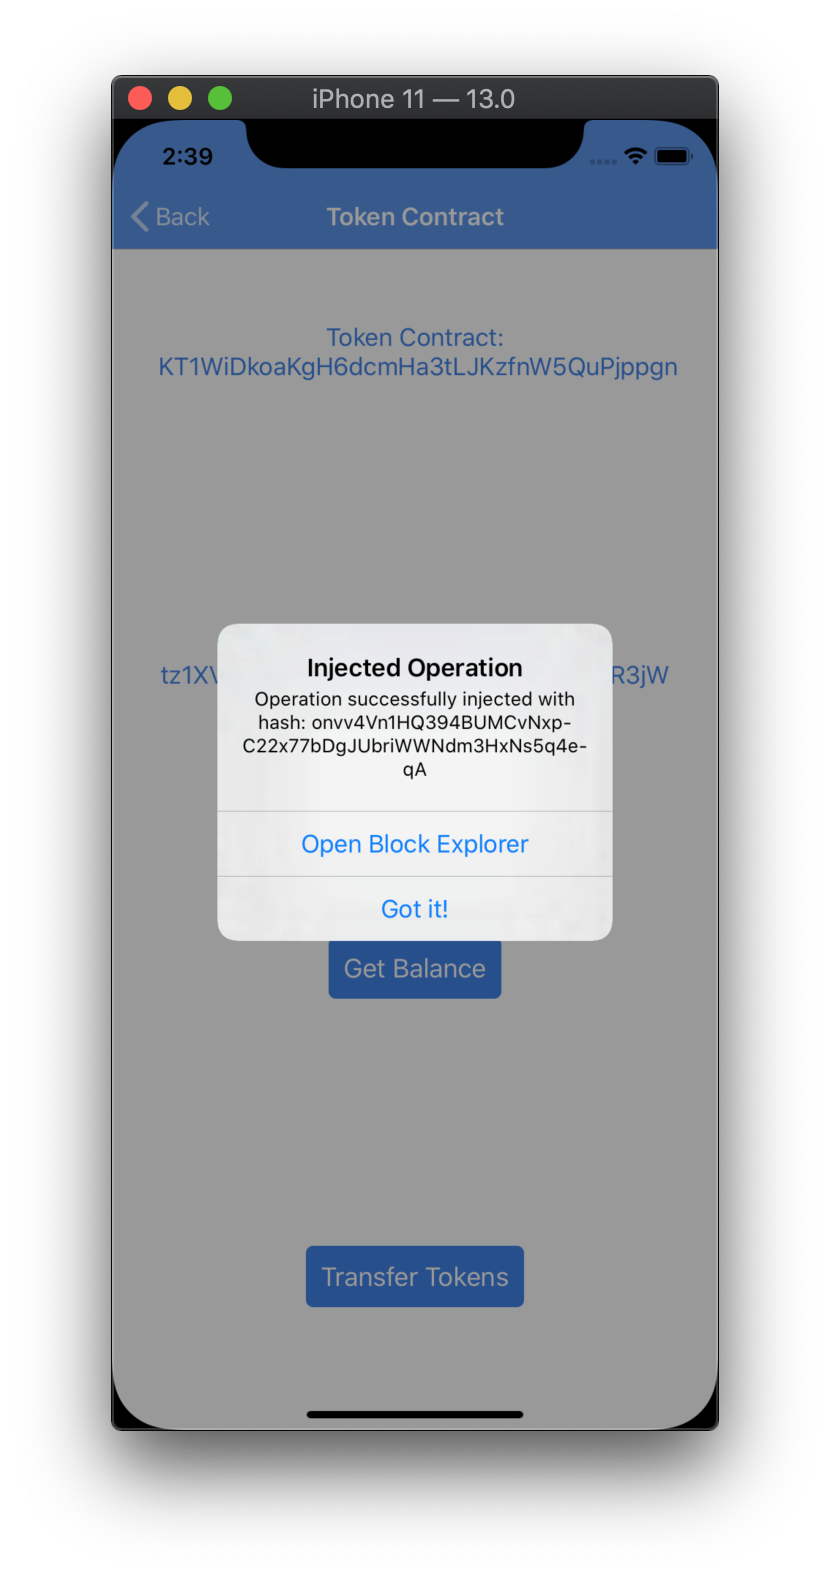 iPhone 11 — 13.0
2:39
Back
Token Contract
Token Contract:
KT1WiDkoaKgH6dcmHa3tLJKzfnW5QuPjppgn
Injected Operation
tz1X
R3jW
Operation successfully injected with
hash: onvv4Vn1HQ394BUMCvNxp-
C22x77bDgJUbriWWNdm3HxNs5q4e-
qA
Open Block Explorer
Got it!
Get Balance
Transfer Tokens